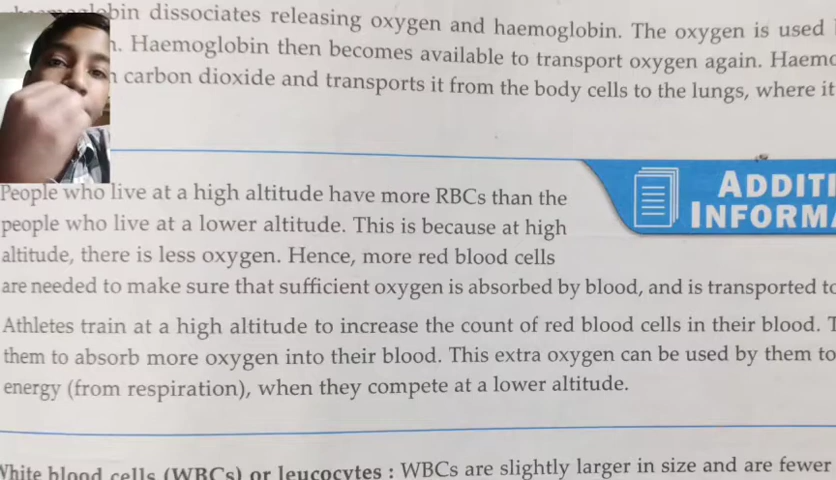 haemoglobin dissociates releasing oxygen and haemoglobin. The oxygen is used
Haemoglobin then becomes available to transport oxygen again. Haemo
carbon dioxide and transports it from the body cells to the lungs, where it
ADDITI
INFORMA
People who live at a high altitude have more RBCs than the
people who live at a lower altitude. This is because at high
altitude, there is less oxygen. Hence, more red blood cells
are needed to make sure that sufficient oxygen is absorbed by blood, and is transported to
Athletes train at a high altitude to increase the count of red blood cells in their blood. T
them to absorb more oxygen into their blood. This extra oxygen can be used by them to
energy (from respiration), when they compete at a lower altitude.
White blood cells (WBCs) or leucocytes : WBCs are slightly larger in size and are fewer